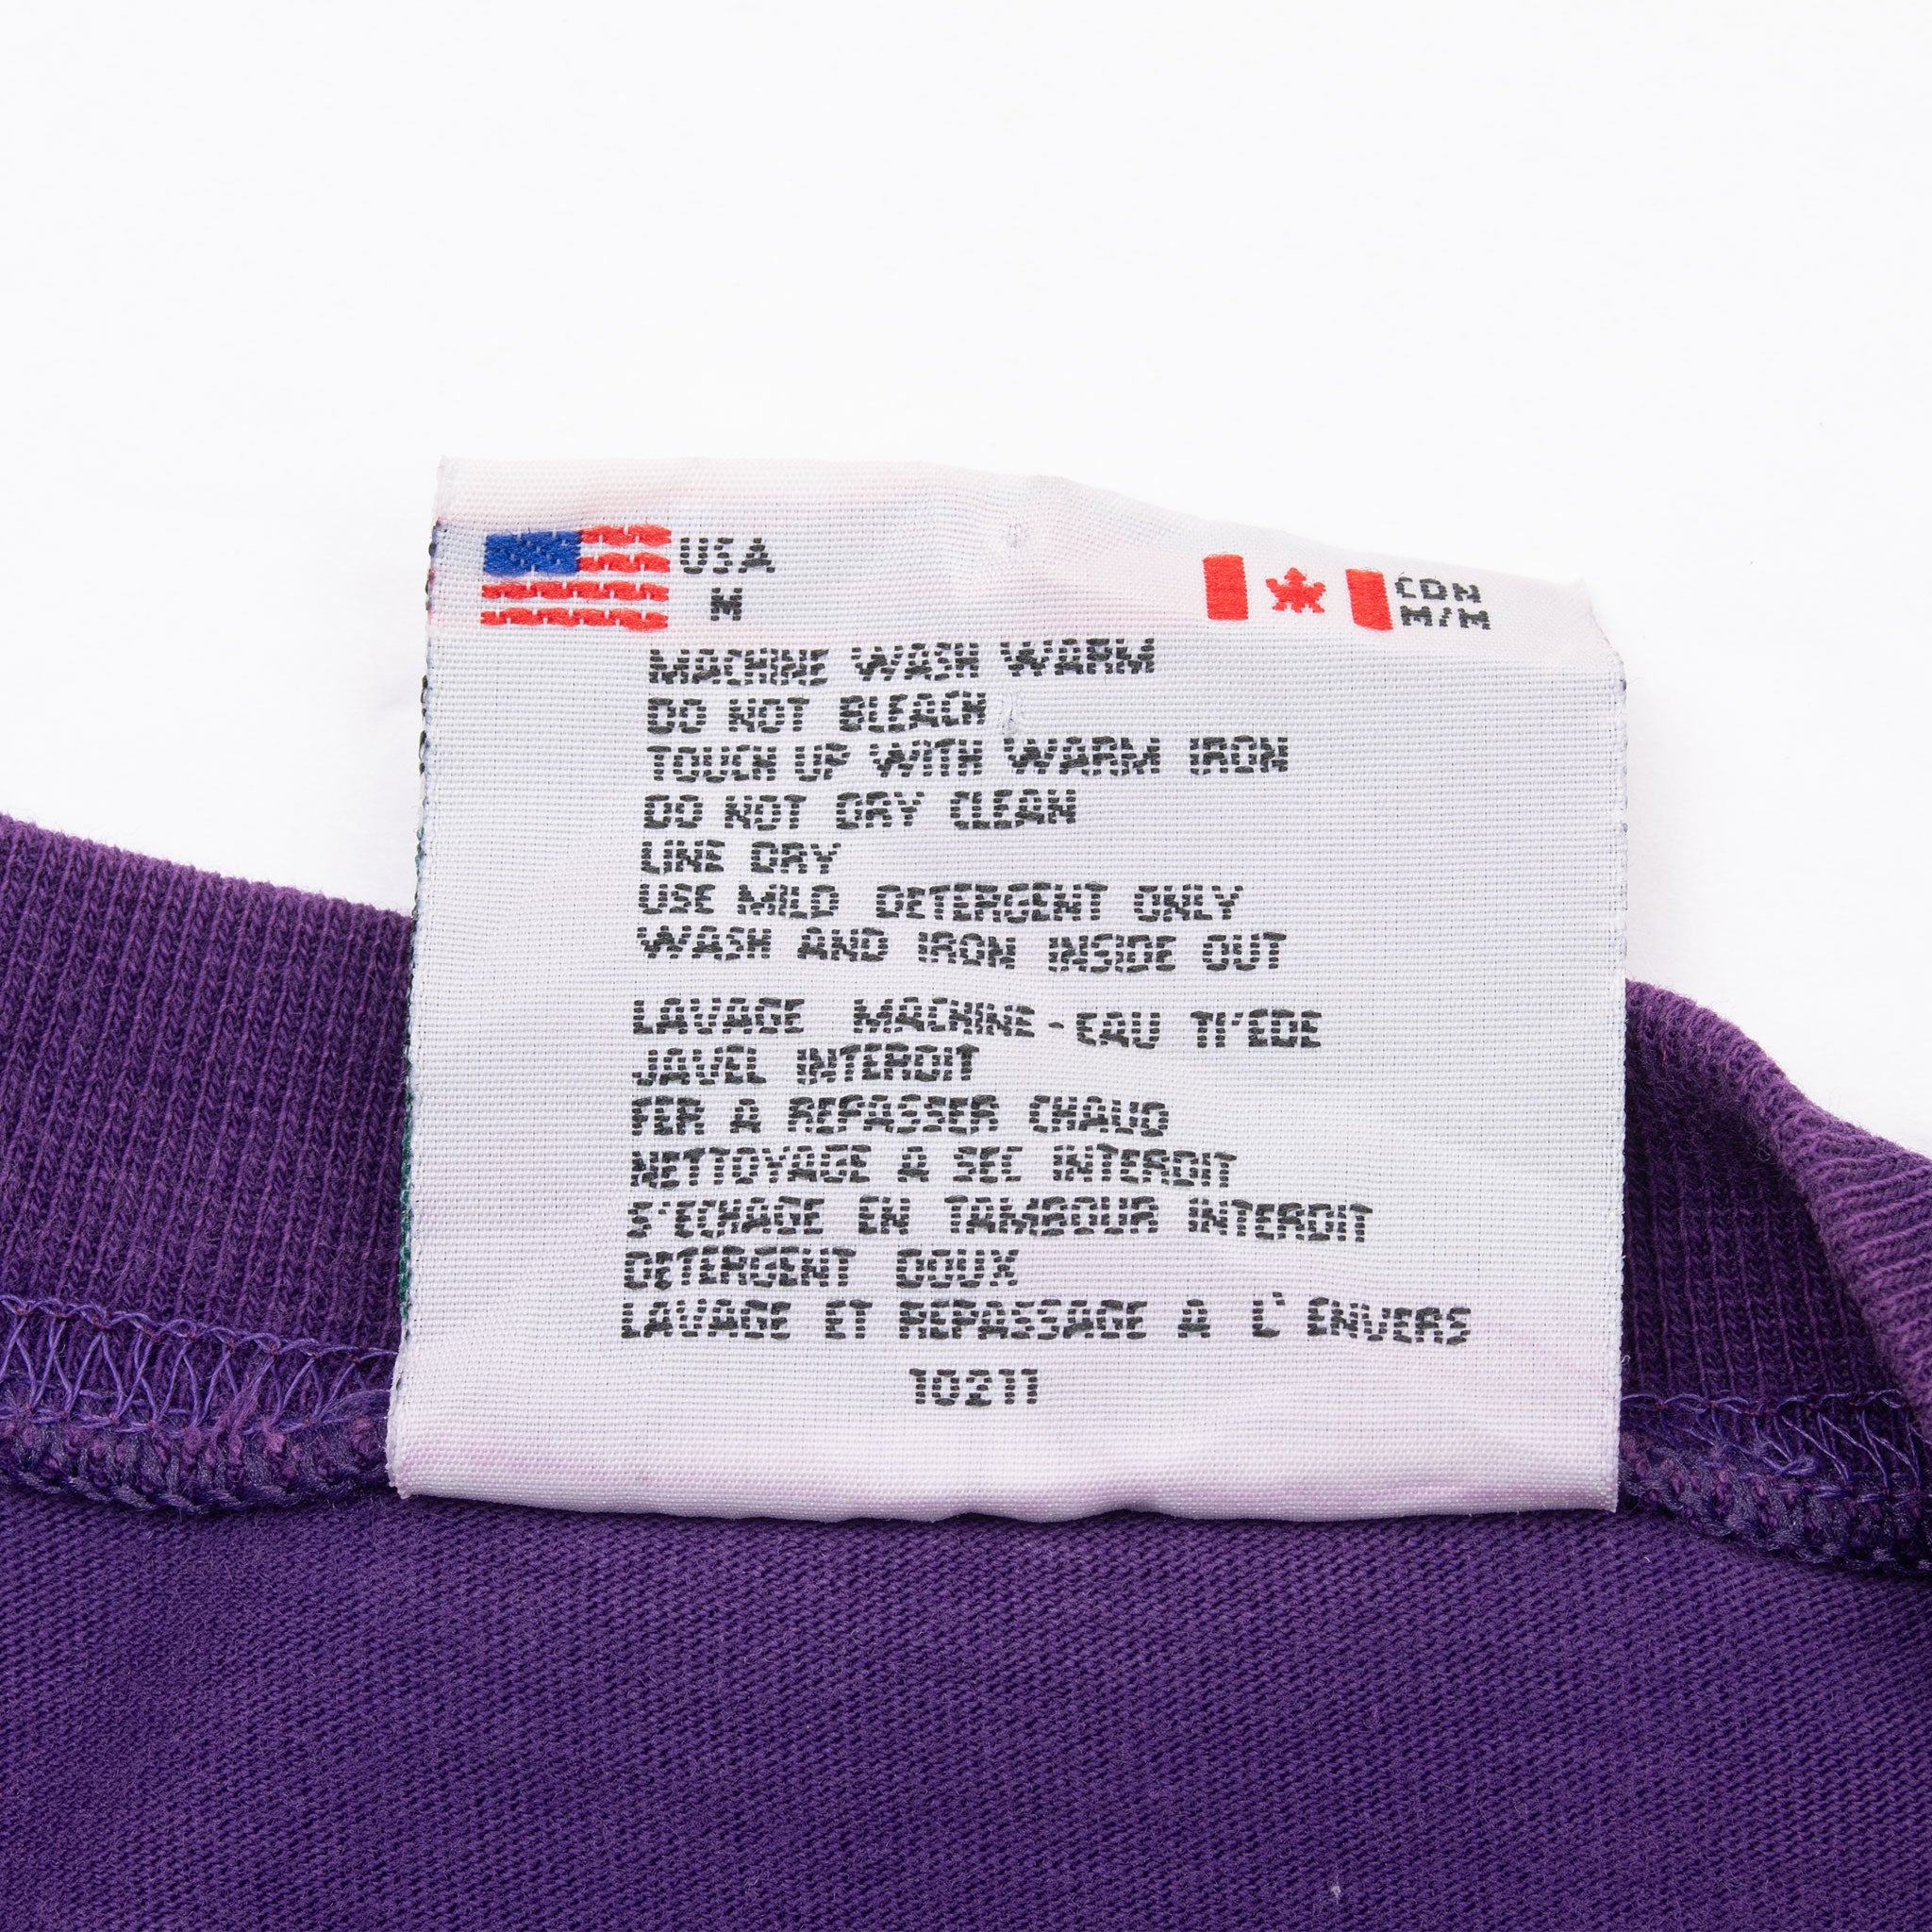 USA
M
CDN
M/M
MACHINE WASH WARM
DO NOT BLEACH
TOUCH UP WITH WARM IRON
DO NOT DRY CLEAN
LINE DRY
USE MILD DETERGENT ONLY
WASH AND IRON INSIDE OUT
LAVAGE MACHINE-EAU TI'EDE
JAVEL INTERDIT
FER A REPASSER CHAUD
NETTOYAGE A SEC INTERDIT
S'ECHAGE EN TAMBOUR INTERDIT
DETERGENT DOUX
LAVAGE ET REPASSAGE A L'ENVERS
10211